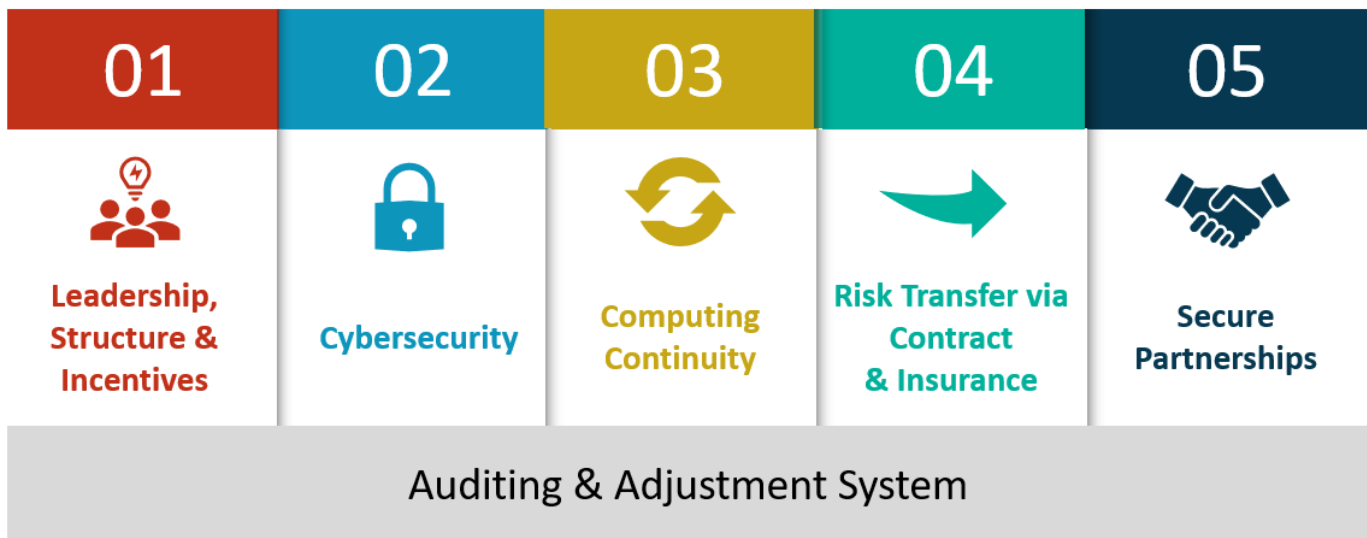 01
02
03
04
05
Leadership,
Structure &
Incentives
Cybersecurity
Computing
Continuity
Risk Transfer via
Contract
& Insurance
Secure
Partnerships
Auditing & Adjustment System